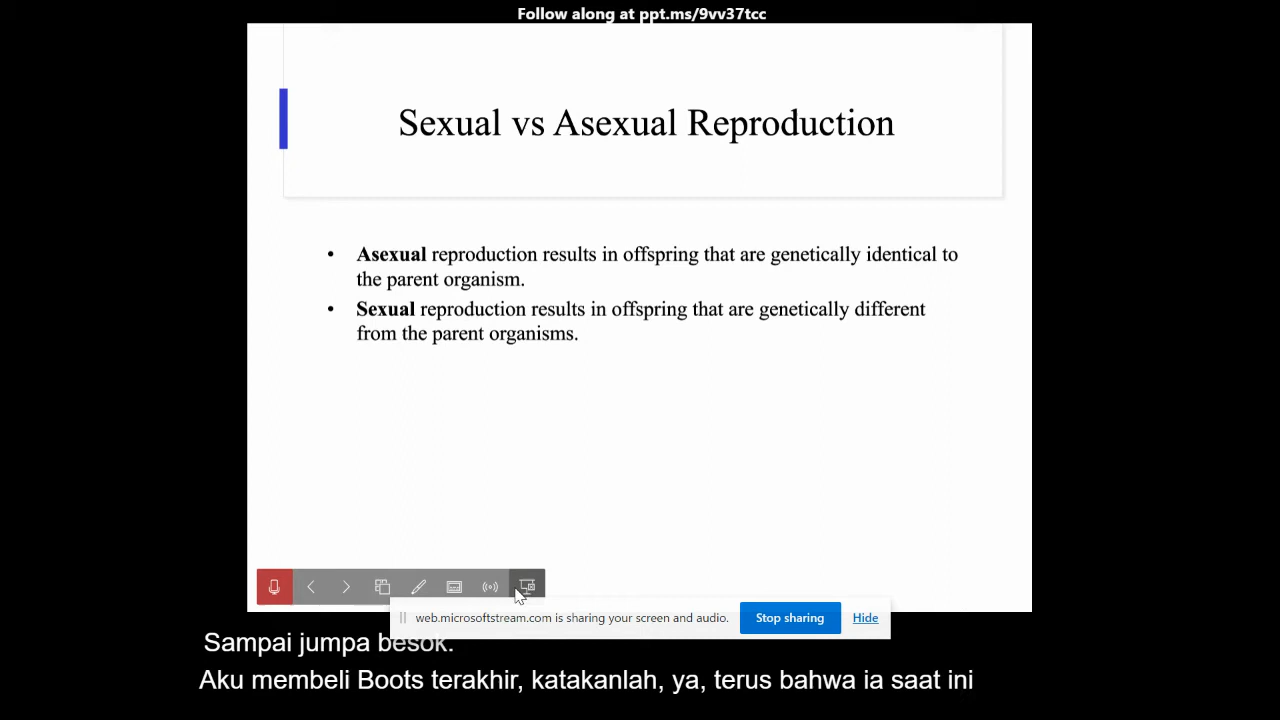 Follow along at ppt.ms/9vv37tcc
Sexual vs Asexual Reproduction
• Asexual reproduction results in offspring that are genetically identical to
the parent organism.
• Sexual reproduction results in offspring that are genetically different
from the parent organisms.
web.microsoftstream.com is sharing your screen and audio.
Stop sharing
Hide
Sampai jumpa besok.
Aku membeli Boots terakhir, katakanlah, ya, terus bahwa ia saat ini